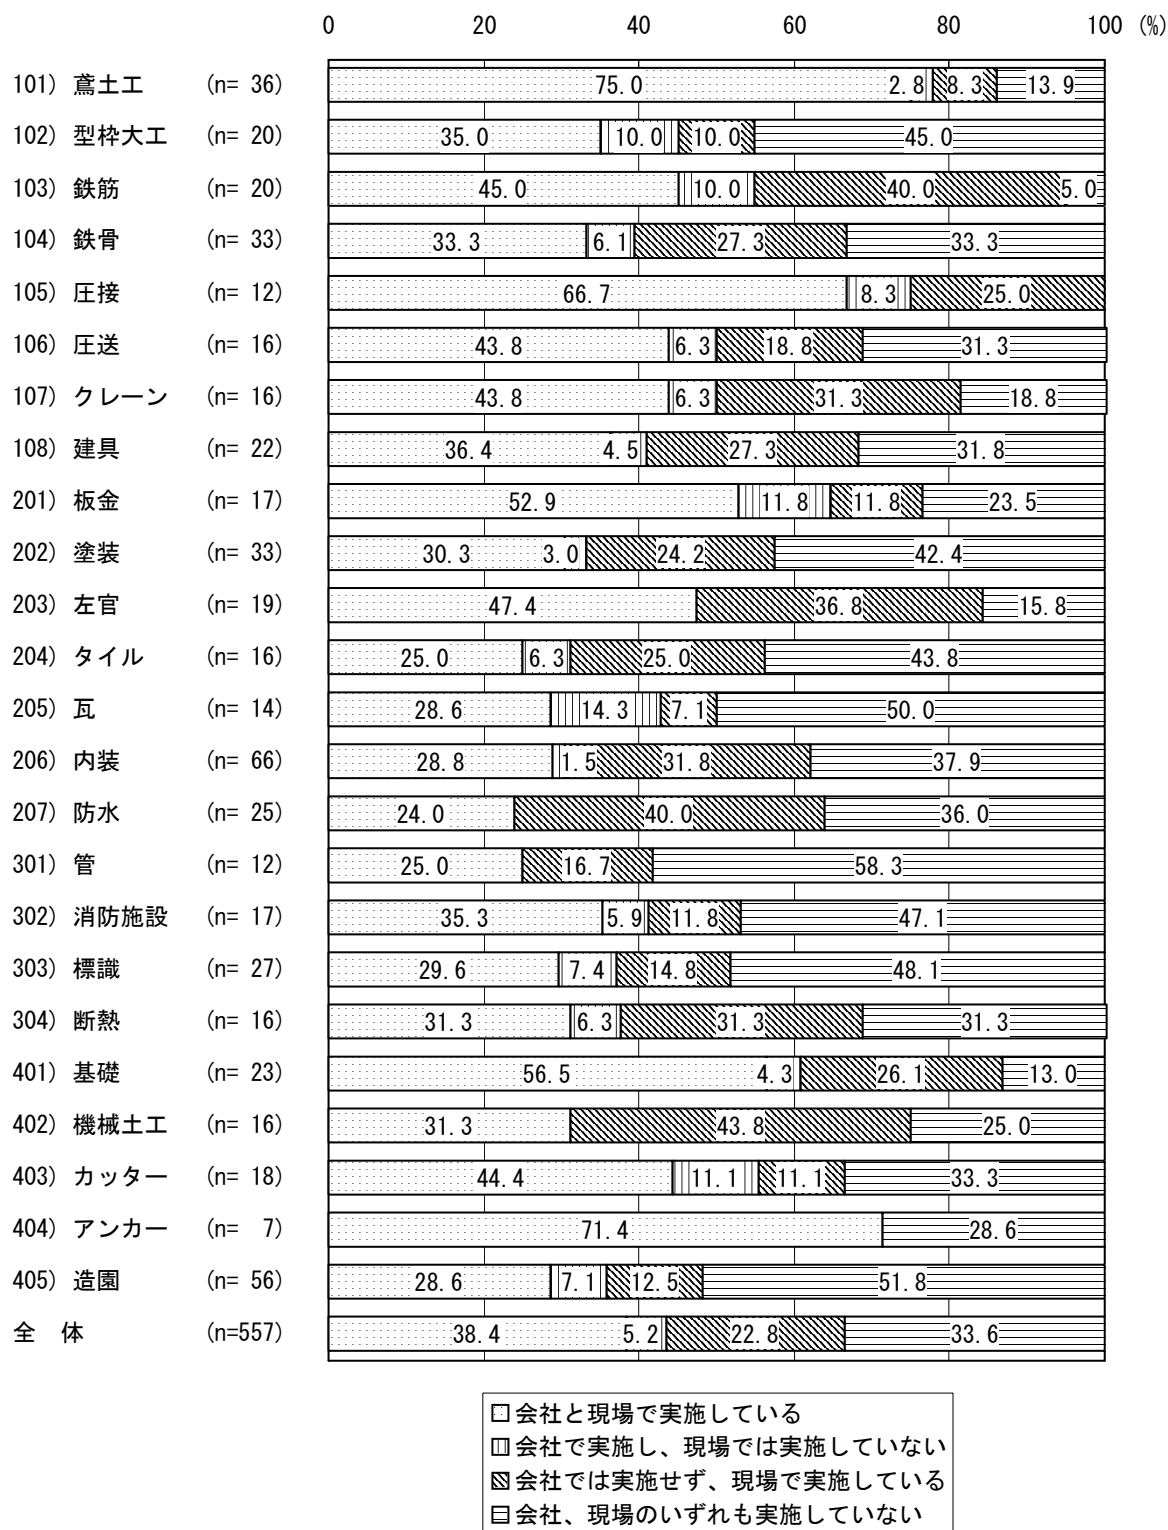 0 20 40 60 80 100 (%)
101) 鳶土工 (n= 36) 75.0 2.8 8.3 13.9
102) 型枠大工 (n= 20) 35.0 10.0 10.0 45.0
103) 鉄筋 (n= 20) 45.0 10.0 40.0 5.0
104) 鉄骨 (n= 33) 33.3 6.1 27.3 33.3
105) 圧接 (n= 12) 66.7 8.3 25.0
106) 圧送 (n= 16) 43.8 6.3 18.8 31.3
107) クレーン (n= 16) 43.8 6.3 31.3 18.8
108) 建具 (n= 22) 36.4 4.5 27.3 31.8
201) 板金 (n= 17) 52.9 11.8 11.8 23.5
202) 塗装 (n= 33) 30.3 3.0 24.2 42.4
203) 左官 (n= 19) 47.4 36.8 15.8
204) タイル (n= 16) 25.0 6.3 25.0 43.8
205) 瓦 (n= 14) 28.6 14.3 7.1 50.0
206) 内装 (n= 66) 28.8 1.5 31.8 37.9
207) 防水 (n= 25) 24.0 40.0 36.0
301) 管 (n= 12) 25.0 16.7 58.3
302) 消防施設 (n= 17) 35.3 5.9 11.8 47.1
303) 標識 (n= 27) 29.6 7.4 14.8 48.1
304) 断熱 (n= 16) 31.3 6.3 31.3 31.3
401) 基礎 (n= 23) 56.5 4.3 26.1 13.0
402) 機械土工 (n= 16) 31.3 43.8 25.0
403) カッター (n= 18) 44.4 11.1 11.1 33.3
404) アンカー (n= 7) 71.4 28.6
405) 造園 (n= 56) 28.6 7.1 12.5 51.8
全 体 (n=557) 38.4 5.2 22.8 33.6
会社と現場で実施している
会社で実施し、現場では実施していない
会社では実施せず、現場で実施している
会社、現場のいずれも実施していない